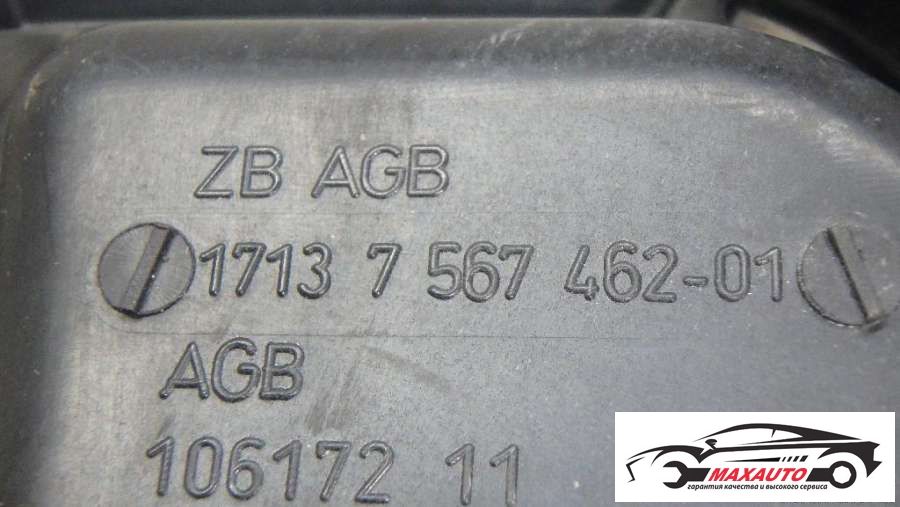 ZB AGB
1713 7 567 462-01
AGB
106172 11
MAXAUTO
гарантия качества и высокого сервиса